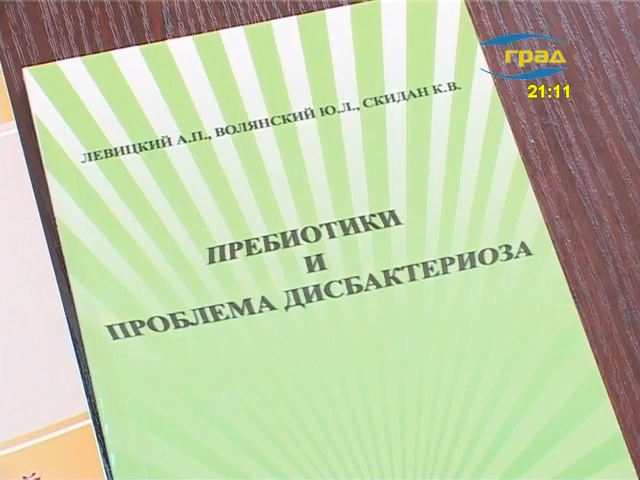 град
21:11
ЛЕВИЦКИЙ А.П., ВОЛЯНСКИЙ Ю.Л., СКИДАН К.В.
ПРЕБИОТИКИ
И
ПРОБЛЕМА ДИСБАКТЕРИОЗА
й